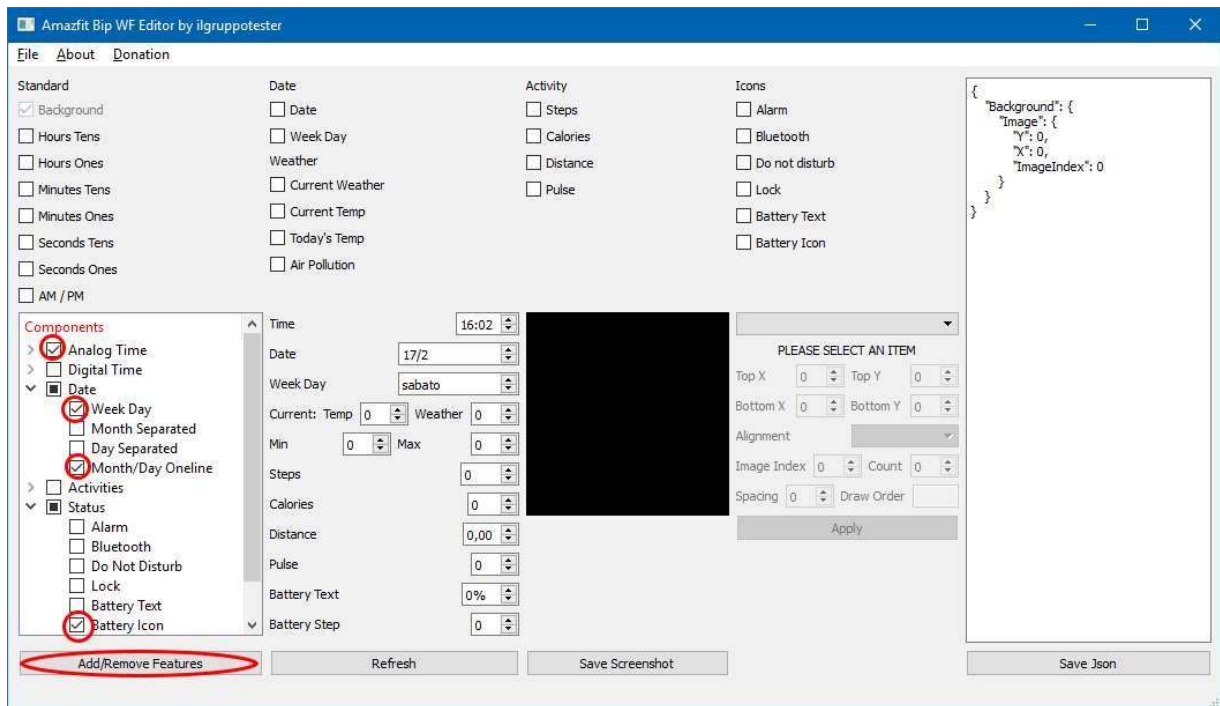 Amazfit Bip WF Editor by ilgruppotester
File About Donation
Standard
Background
Hours Tens
Hours Ones
Minutes Tens
Minutes Ones
Seconds Tens
Seconds Ones
AM / PM
Date
Date
Week Day
Weather
Current Weather
Current Temp
Today's Temp
Air Pollution
Activity
Steps
Calories
Distance
Pulse
Icons
Alarm
Bluetooth
Do not disturb
Lock
Battery Text
Battery Icon
{
"Background": {
"Image": {
"Y": 0,
"X": 0,
"ImageIndex": 0
}
}
}
Components
Analog Time
Digital Time
Date
Week Day
Month Separated
Day Separated
Month/Day Oneline
Activities
Status
Alarm
Bluetooth
Do Not Disturb
Lock
Battery Text
Battery Icon
Time 16:02
Date 17/2
Week Day sabato
Current: Temp 0 Weather 0
Min 0 Max 0
Steps 0
Calories 0
Distance 0,00
Pulse 0
Battery Text 0%
Battery Step 0
PLEASE SELECT AN ITEM
Top X 0 Top Y 0
Bottom X 0 Bottom Y 0
Alignment
Image Index 0 Count 0
Spacing 0 Draw Order
Apply
Add/Remove Features
Refresh
Save Screenshot
Save Json